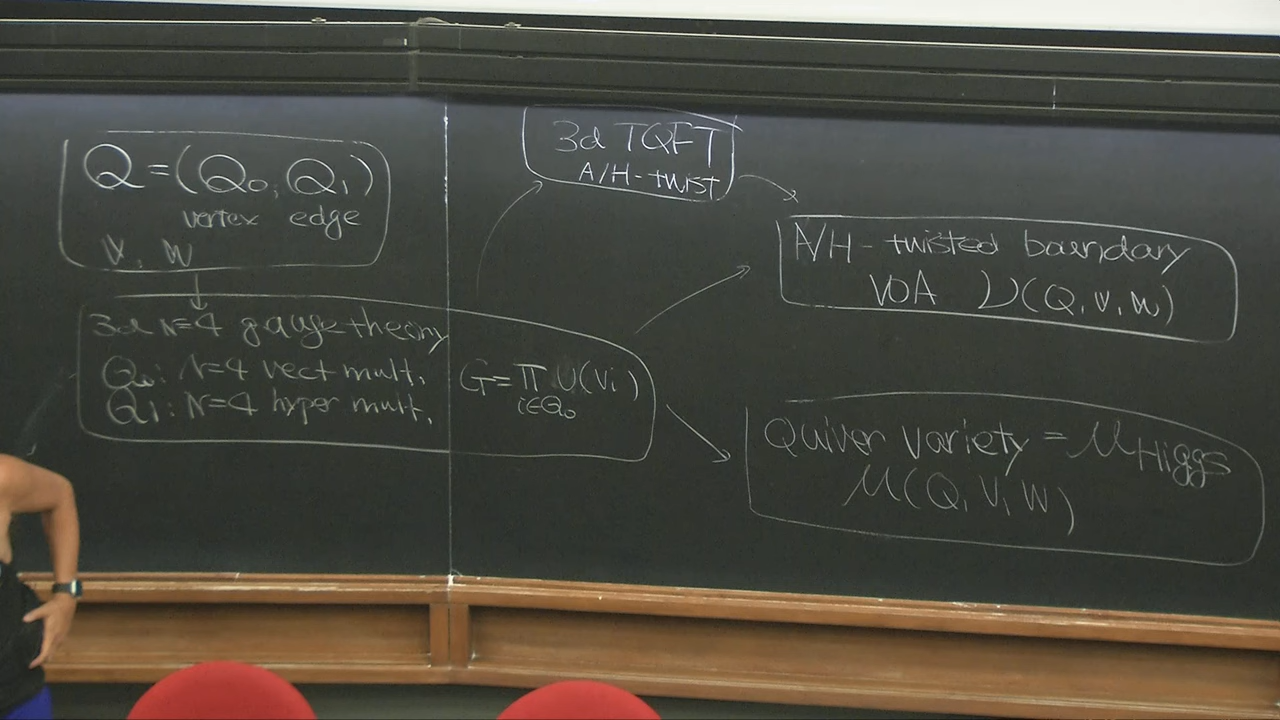 Q = (Q₀, Q₁)
vertex edge
V, W
3d N=4 gauge theory
Q₀: N=4 vect mult,
Q₁: N=4 hyper mult,
G = Π U(Vi)
i∈Q₀
3d TQFT
A/H-twist
A/H-twisted boundary
VOA V(Q, V, W)
Quiver variety = M_Higgs
M(Q, V, W)